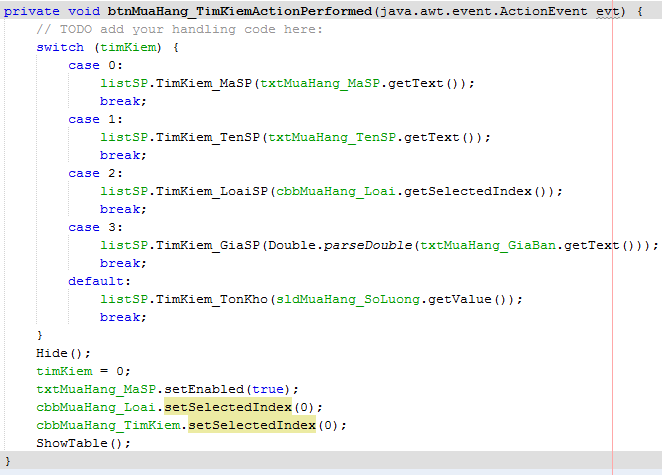 private void btnMuaHang_TimKiemActionPerformed(java.awt.event.ActionEvent evt) {
    // TODO add your handling code here:
    switch (timKiem) {
        case 0:
            listSP.TimKiem_MaSP(txtMuaHang_MaSP.getText());
            break;
        case 1:
            listSP.TimKiem_TenSP(txtMuaHang_TenSP.getText());
            break;
        case 2:
            listSP.TimKiem_LoaiSP(cbbMuaHang_Loai.getSelectedIndex());
            break;
        case 3:
            listSP.TimKiem_GiaSP(Double.parseDouble(txtMuaHang_GiaBan.getText()));
            break;
        default:
            listSP.TimKiem_TonKho(sldMuaHang_SoLuong.getValue());
            break;
    }
    Hide();
    timKiem = 0;
    txtMuaHang_MaSP.setEnabled(true);
    cbbMuaHang_Loai.setSelectedIndex(0);
    cbbMuaHang_TimKiem.setSelectedIndex(0);
    ShowTable();
}